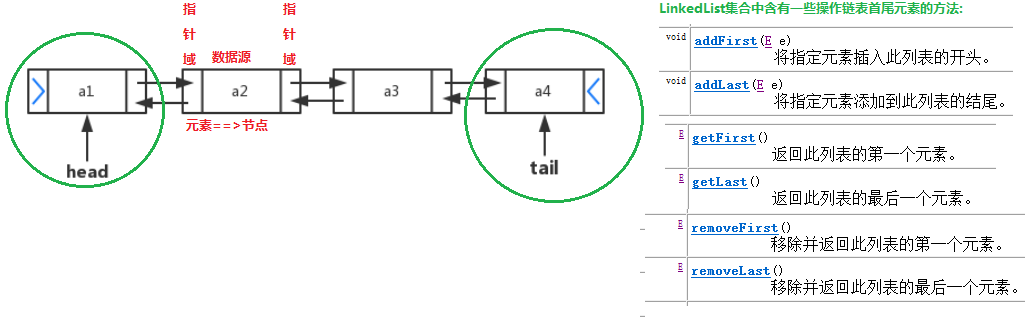 指针域
数据源
指针域
a1
a2
a3
a4
元素==>节点
head
tail
LinkedList集合中含有一些操作链表首尾元素的方法:
void addFirst(E e)
将指定元素插入此列表的开头。
void addLast(E e)
将指定元素添加到此列表的结尾。
E getFirst()
返回此列表的第一个元素。
E getLast()
返回此列表的最后一个元素。
E removeFirst()
移除并返回此列表的第一个元素。
E removeLast()
移除并返回此列表的最后一个元素。